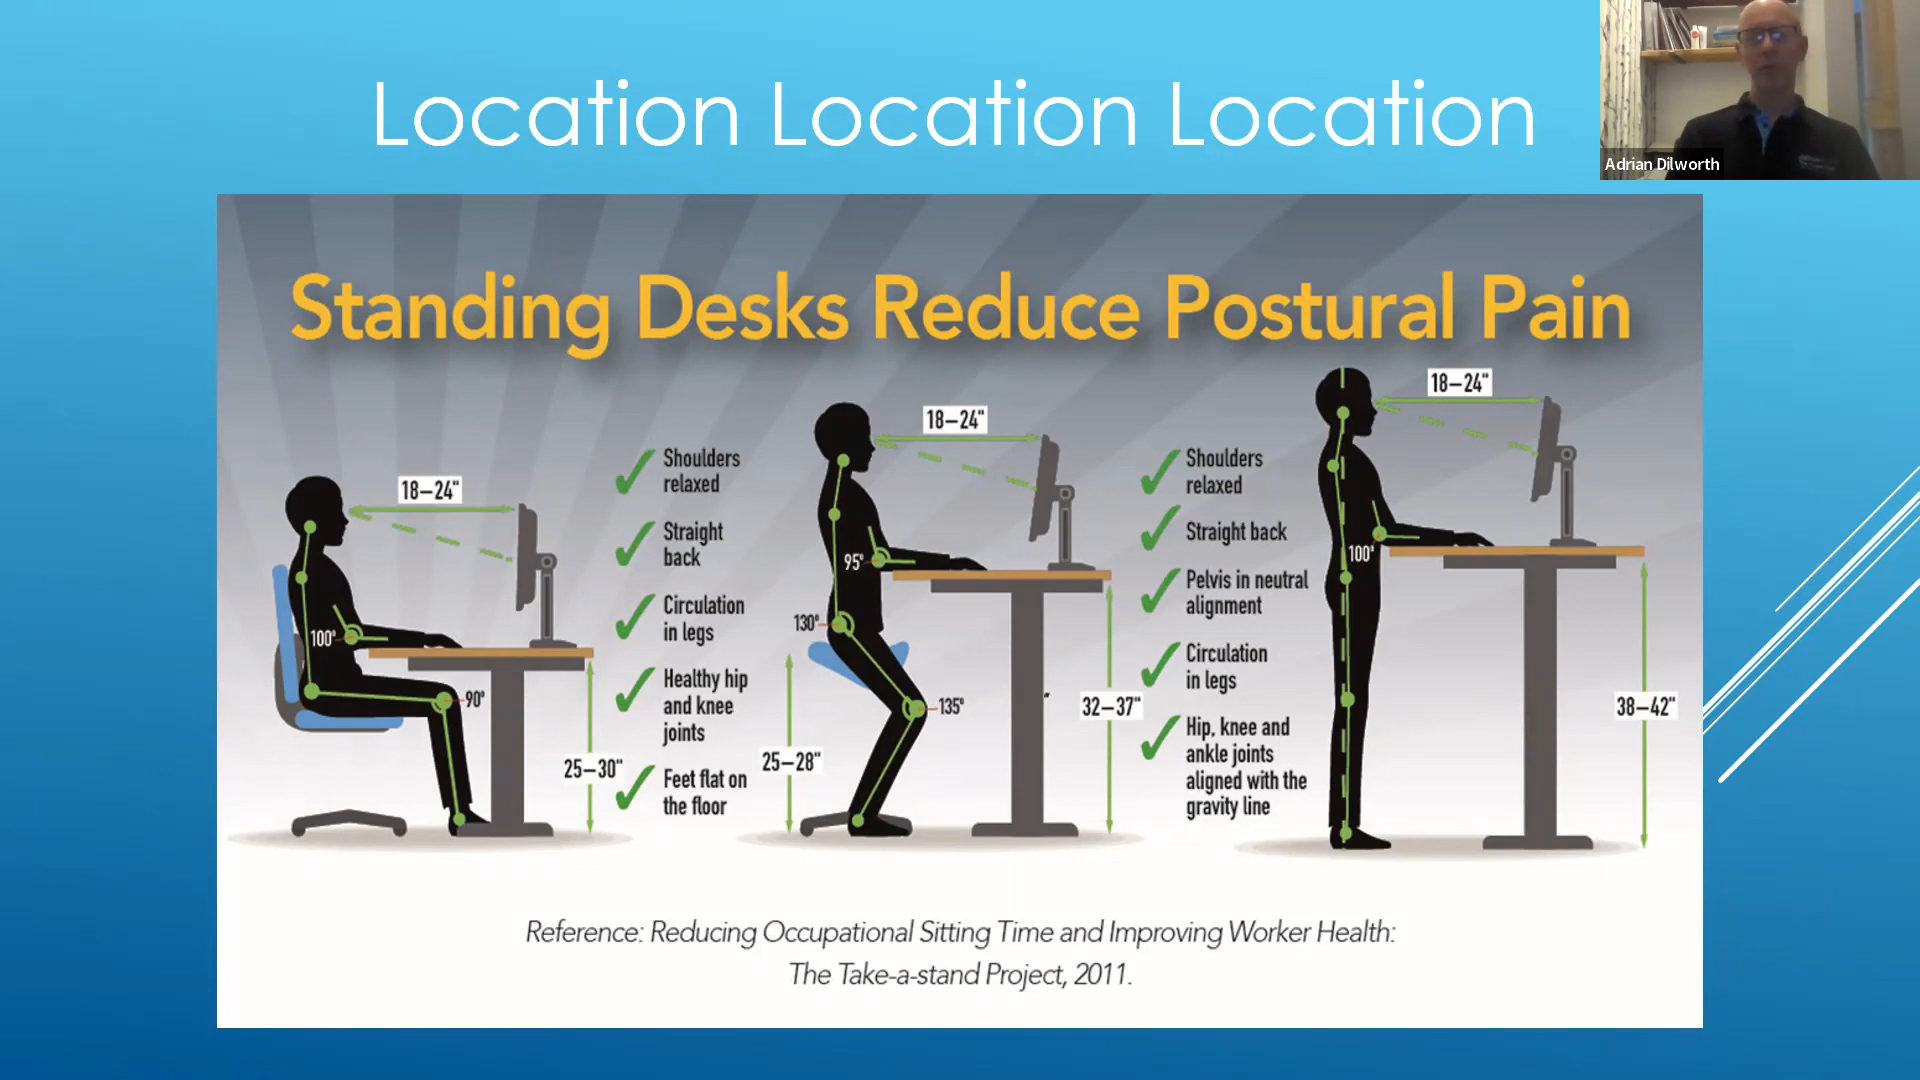 Location Location Location
Adrian Dilworth
Standing Desks Reduce Postural Pain
18–24"
100°
90°
25–30"
Shoulders
relaxed
Straight
back
Circulation
in legs
Healthy hip
and knee
joints
Feet flat on
the floor
18–24"
95°
130°
135°
25–28"
32–37"
Shoulders
relaxed
Straight back
Pelvis in neutral
alignment
Circulation
in legs
Hip, knee and
ankle joints
aligned with the
gravity line
18–24"
100°
38–42"
Reference: Reducing Occupational Sitting Time and Improving Worker Health:
The Take-a-stand Project, 2011.